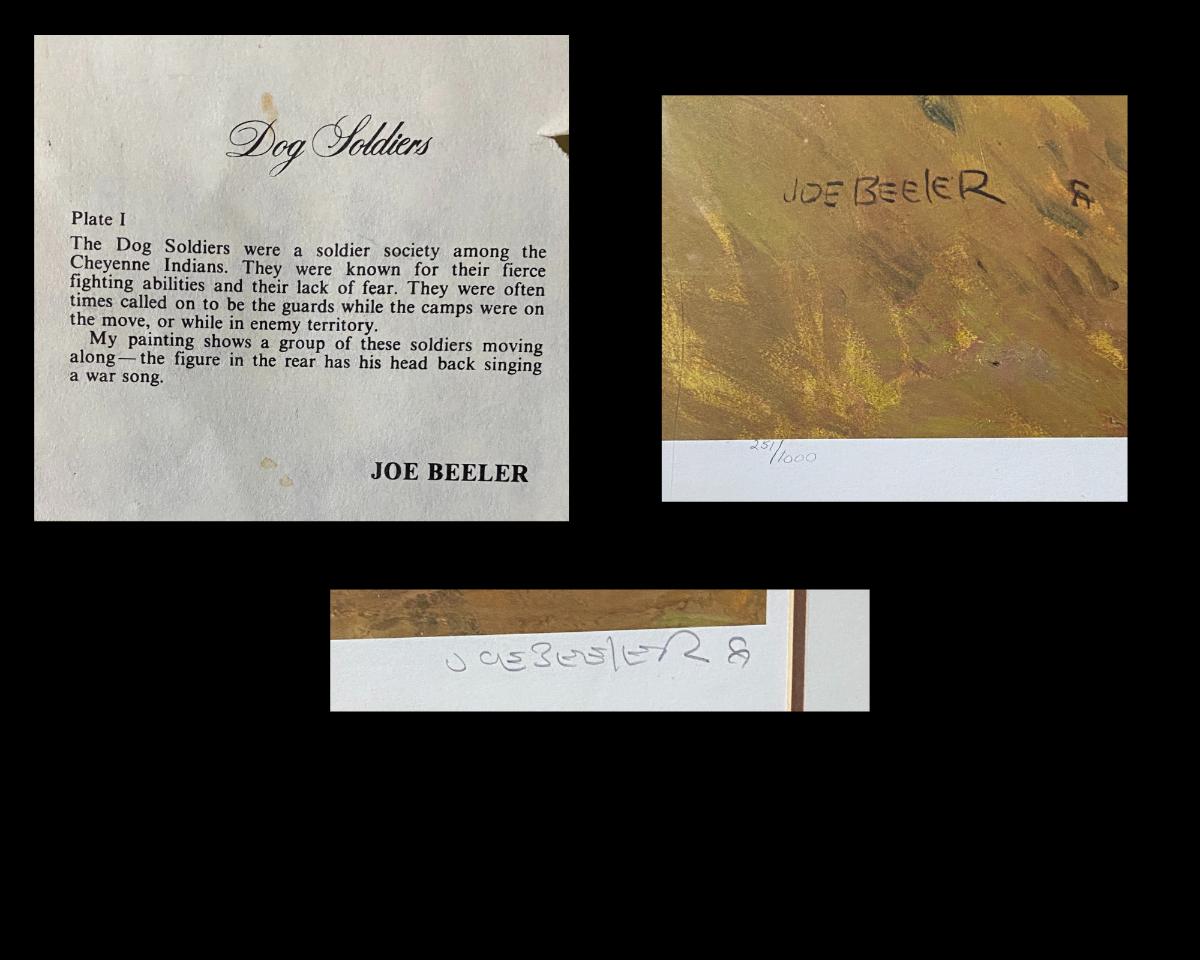 Dog Soldiers
Plate I
The Dog Soldiers were a soldier society among the
Cheyenne Indians. They were known for their fierce
fighting abilities and their lack of fear. They were often
times called on to be the guards while the camps were on
the move, or while in enemy territory.
My painting shows a group of these soldiers moving
along—the figure in the rear has his head back singing
a war song.
JOE BEELER
JOE BEELER
251/1000
JOE BEELER